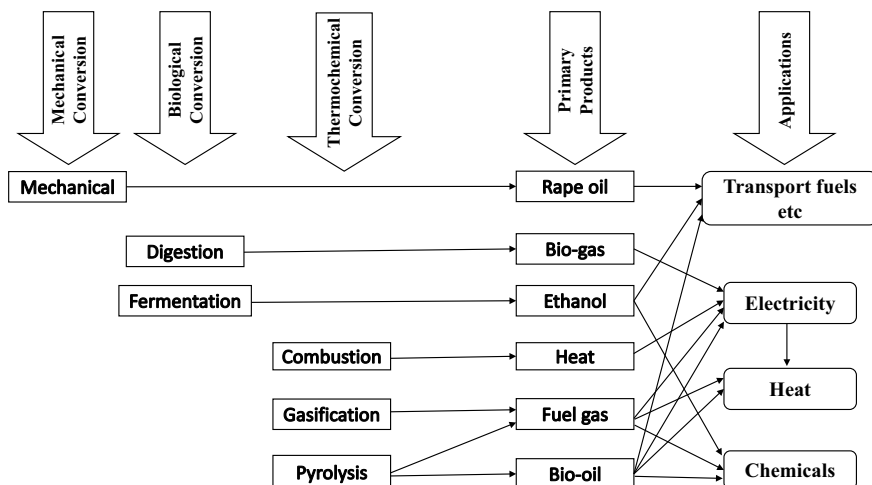 Mechanical
Conversion
Biological
Conversion
Thermochemical
Conversion
Primary
Products
Applications
Mechanical
Rape oil
Transport fuels
etc
Digestion
Bio-gas
Fermentation
Ethanol
Electricity
Combustion
Heat
Heat
Gasification
Fuel gas
Pyrolysis
Bio-oil
Chemicals